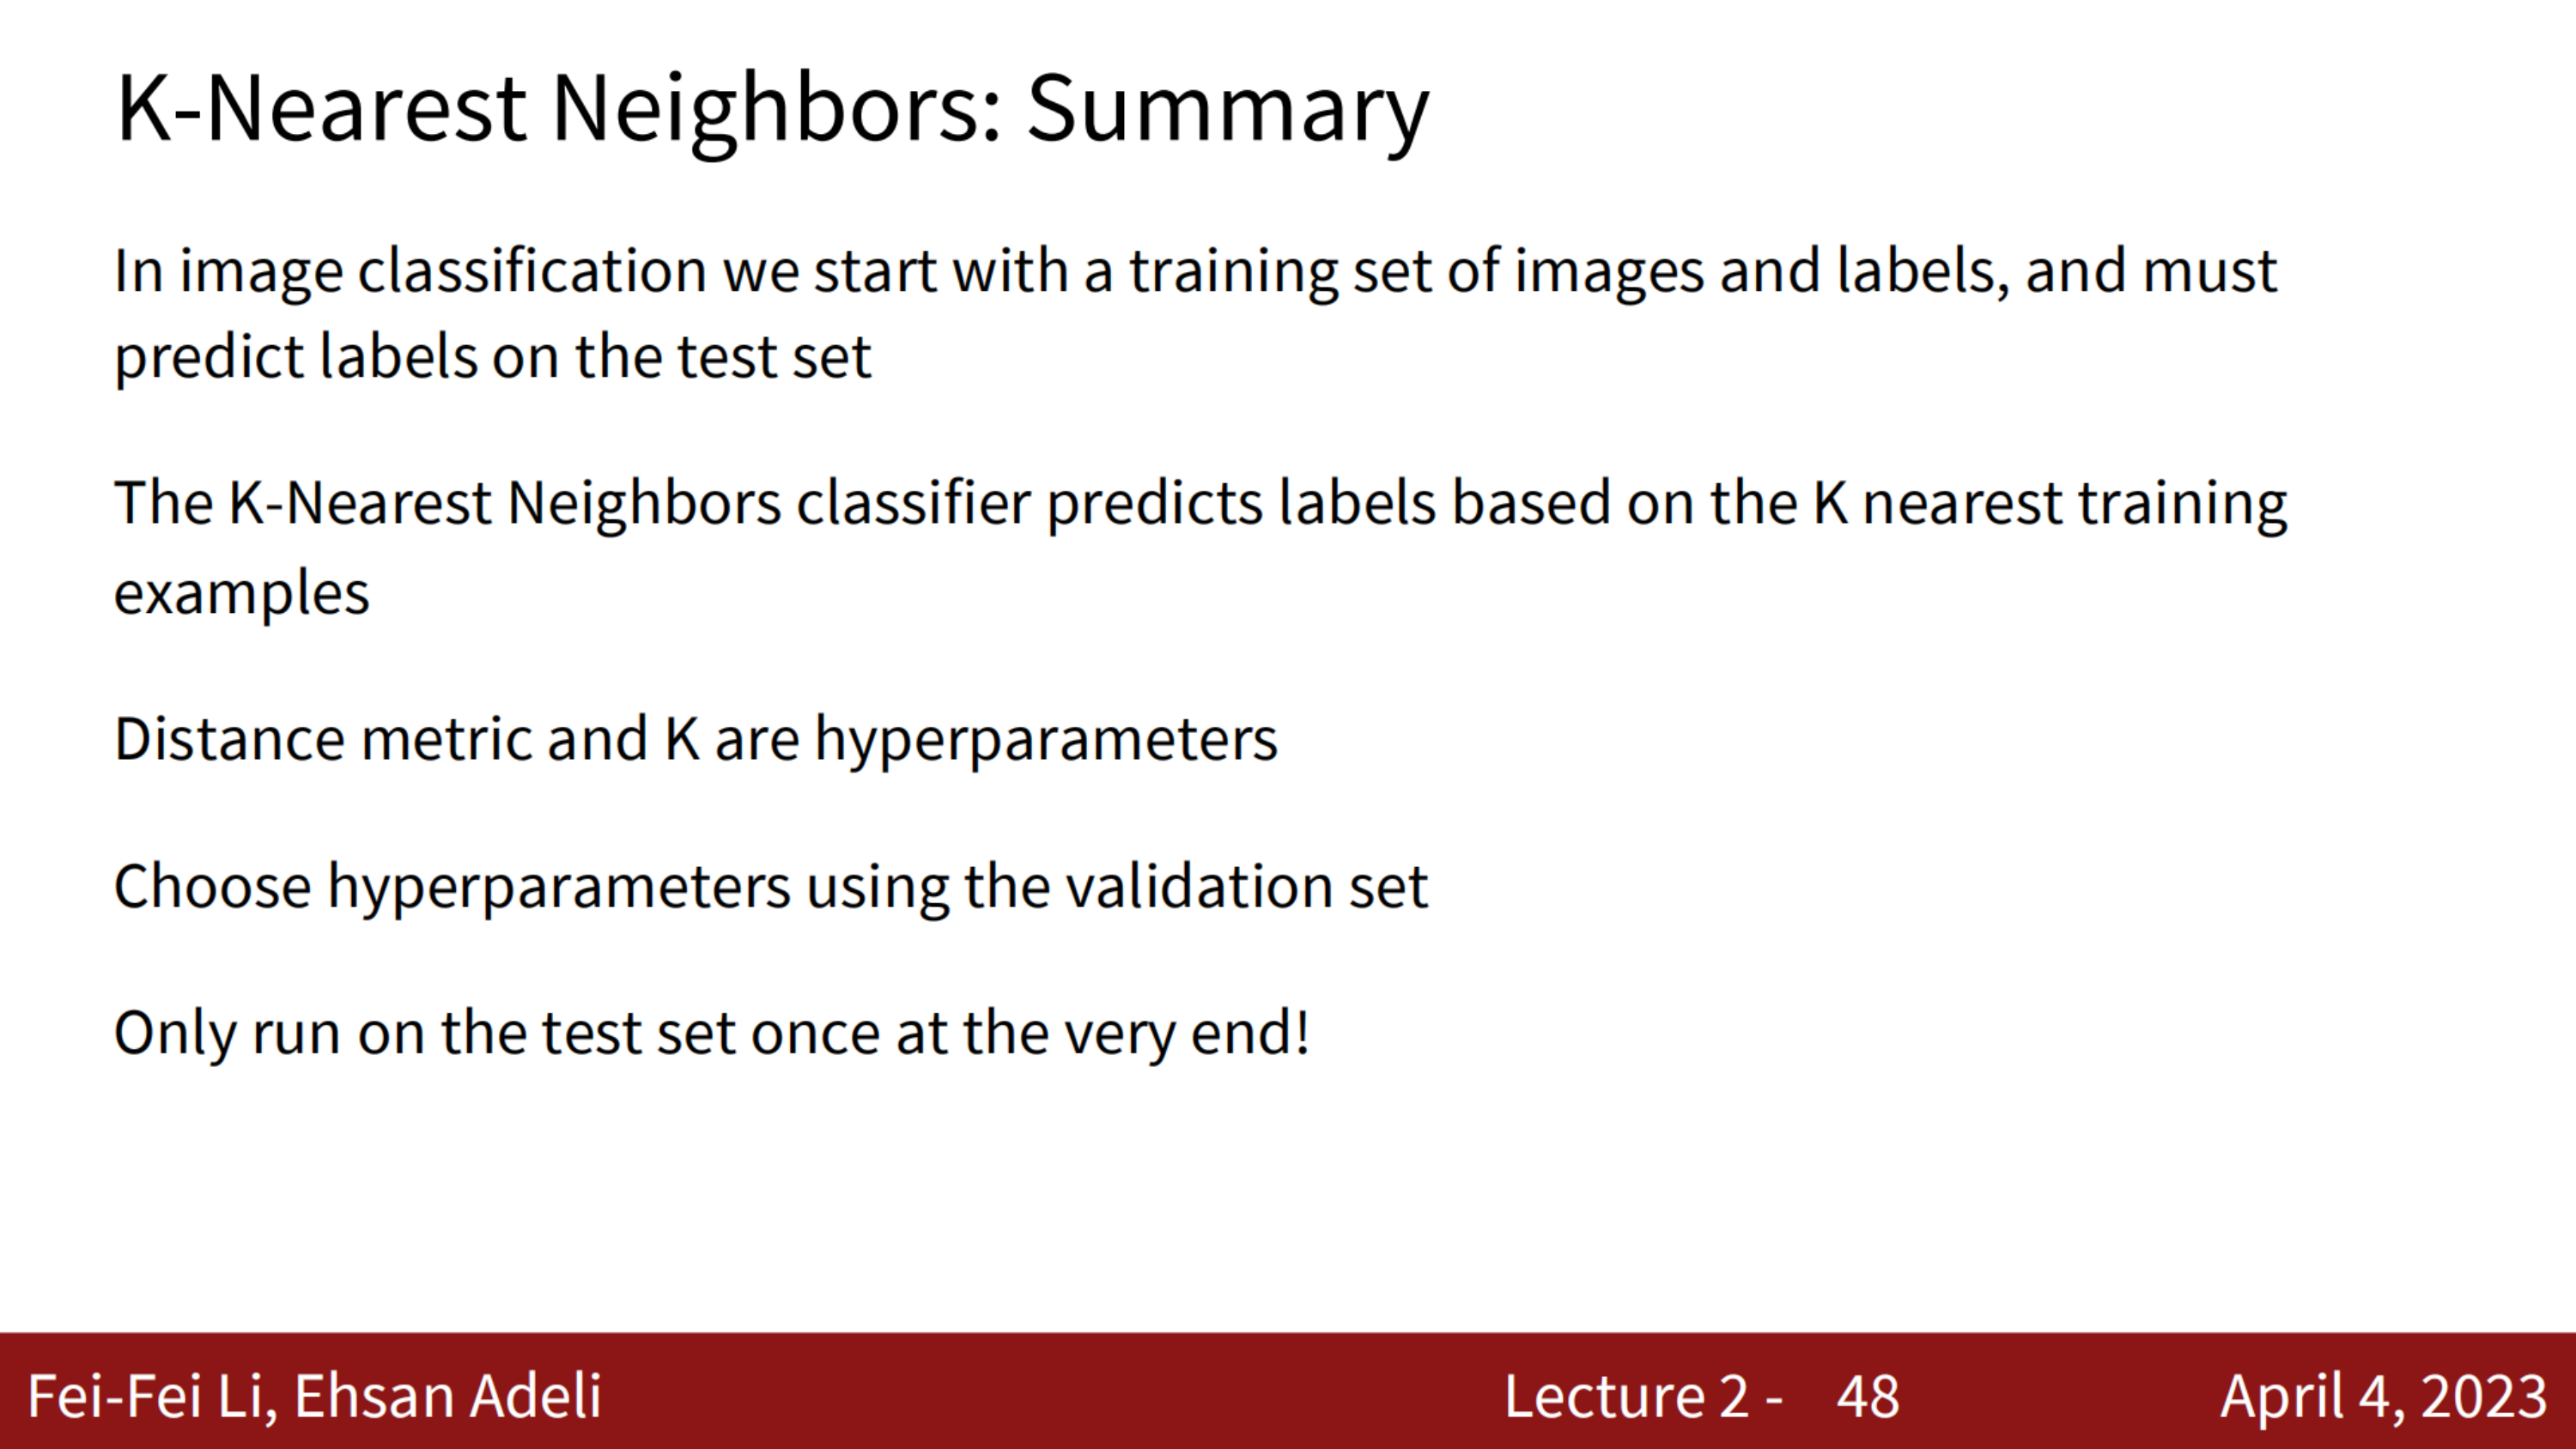 K-Nearest Neighbors: Summary
In image classification we start with a training set of images and labels, and must
predict labels on the test set
The K-Nearest Neighbors classifier predicts labels based on the K nearest training
examples
Distance metric and K are hyperparameters
Choose hyperparameters using the validation set
Only run on the test set once at the very end!
Fei-Fei Li, Ehsan Adeli Lecture 2 - 48 April 4, 2023